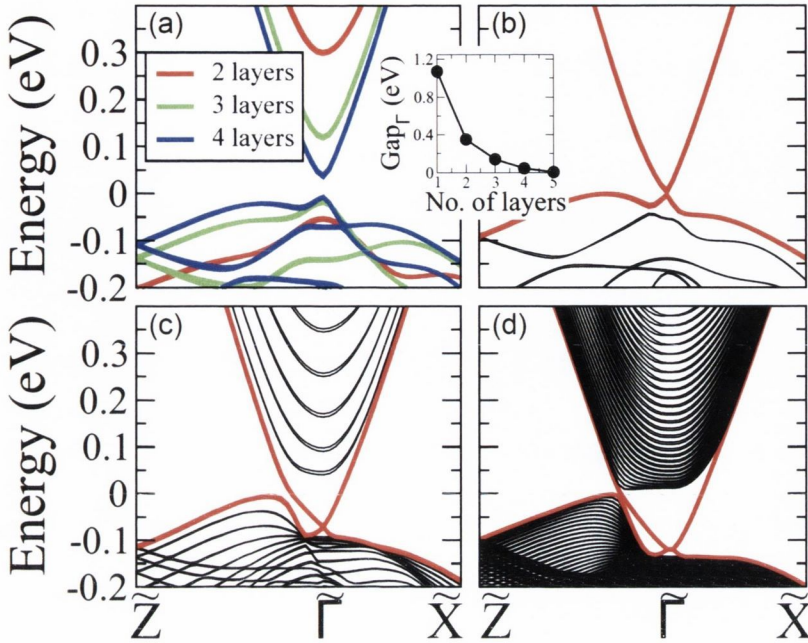 (a)
2 layers
3 layers
4 layers
Energy (eV)
0.3
0.2
0.1
0
-0.1
-0.2
Gap_Γ (eV)
1.2
0.8
0.4
0
1 2 3 4 5
No. of layers
(b)
(c)
Energy (eV)
0.3
0.2
0.1
0
-0.1
-0.2
(d)
Z̃ Γ̃ X̃ Z̃ Γ̃ X̃